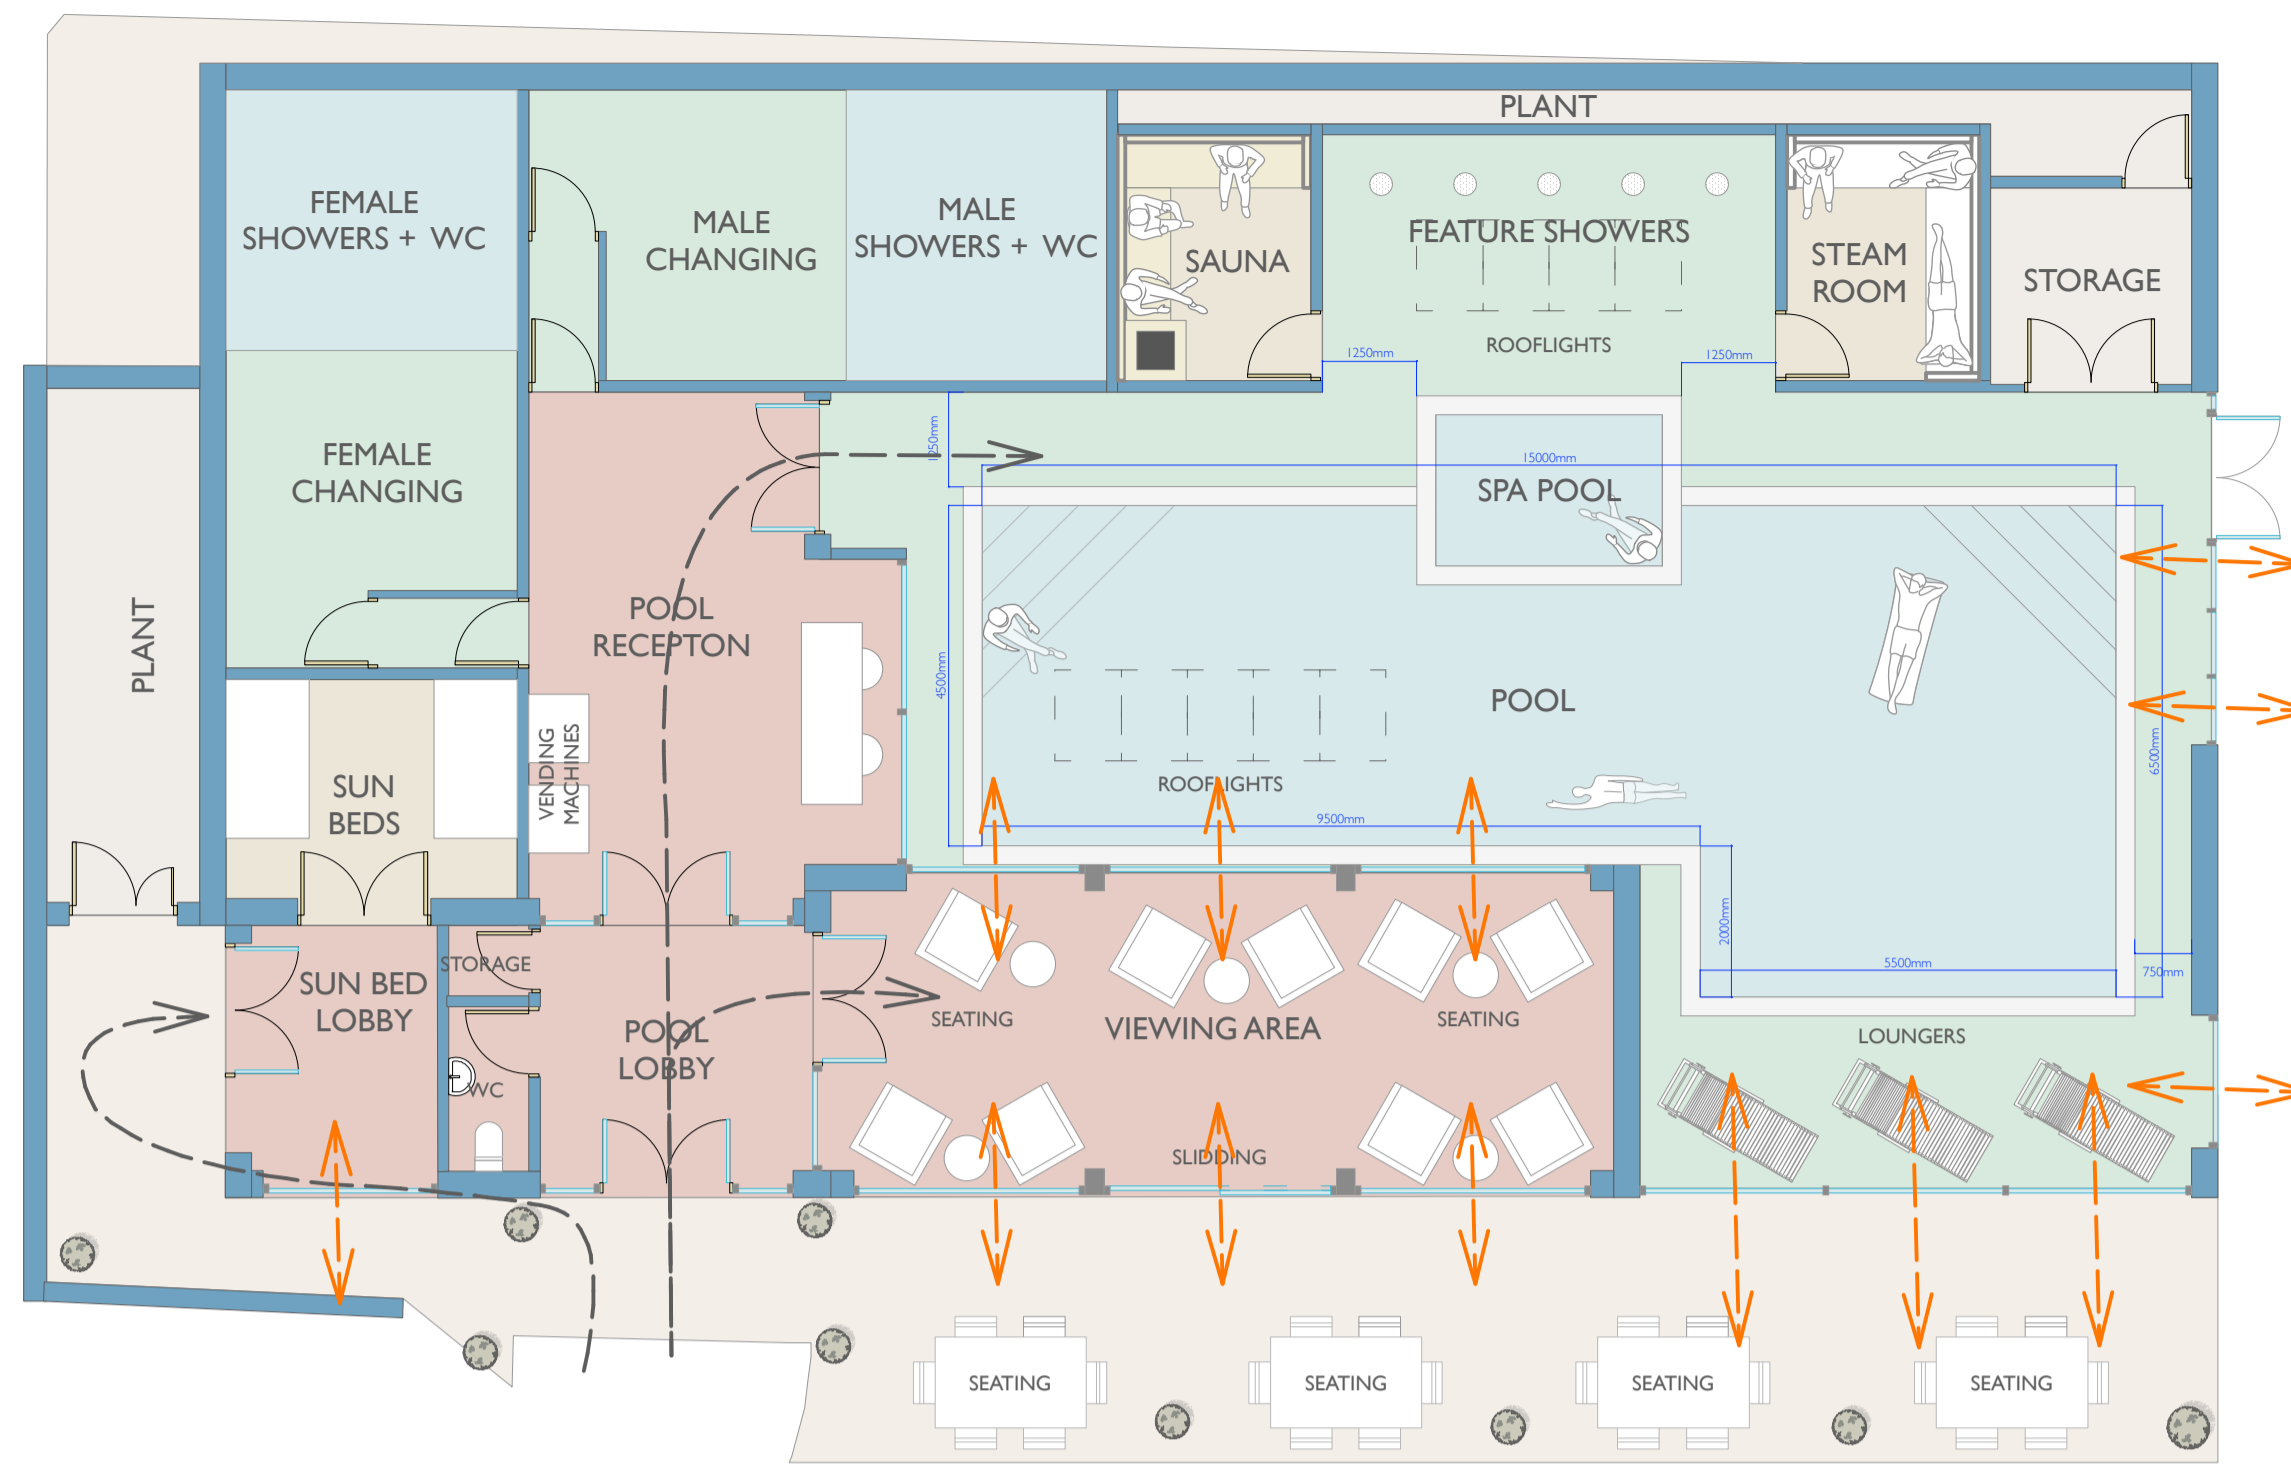 PLANT
FEMALE
SHOWERS + WC
MALE
CHANGING
MALE
SHOWERS + WC
SAUNA
FEATURE SHOWERS
ROOFLIGHTS
STEAM
ROOM
STORAGE
1250mm
1250mm
1250mm
15000mm
SPA POOL
FEMALE
CHANGING
PLANT
POOL
RECEPTON
4500mm
POOL
6500mm
VENDING
MACHINES
SUN
BEDS
ROOFLIGHTS
9500mm
2000mm
5500mm
750mm
STORAGE
SUN BED
LOBBY
WC
POOL
LOBBY
SEATING
VIEWING AREA
SEATING
LOUNGERS
SLIDDING
SEATING
SEATING
SEATING
SEATING